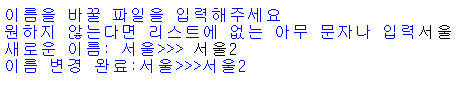 이름을 바꿀 파일을 입력해주세요
원하지 않는다면 리스트에 없는 아무 문자나 입력서울
새로운 이름: 서울>>> 서울2
이름 변경 완료:서울>>>서울2